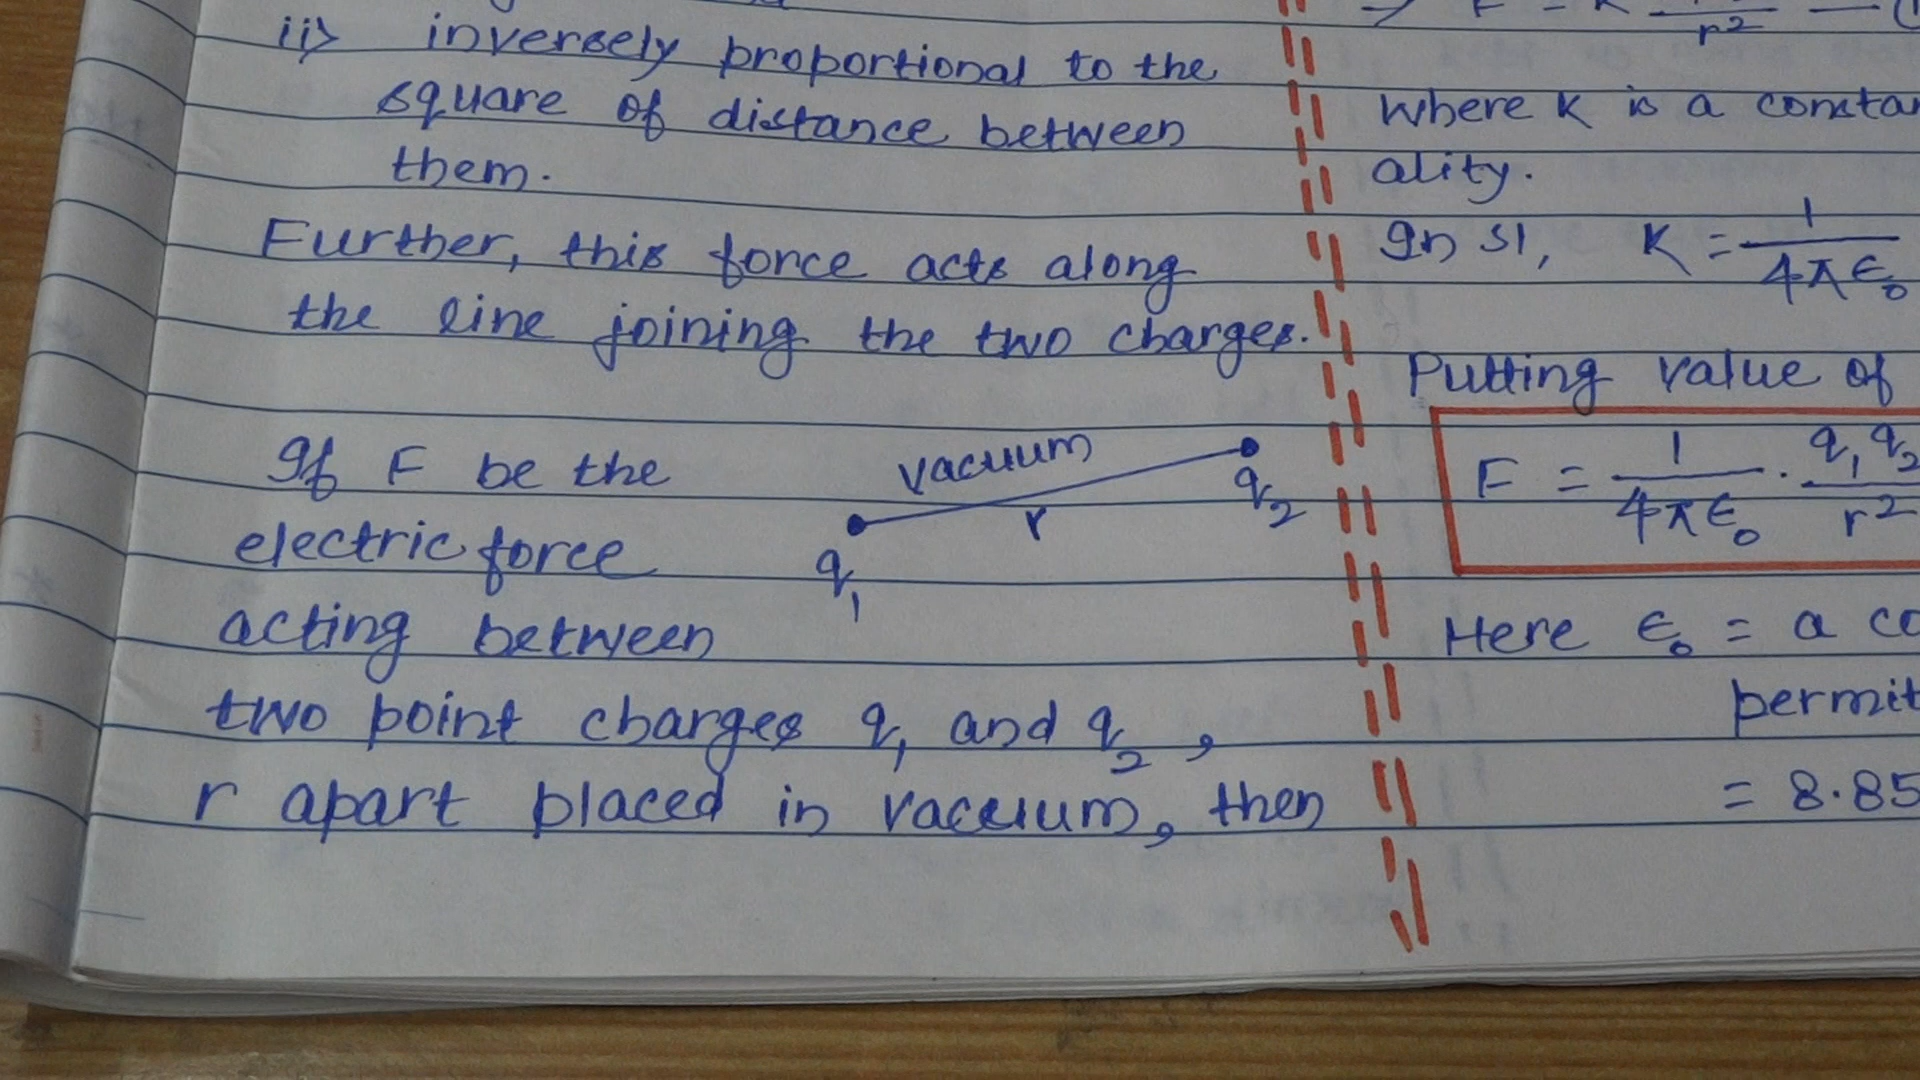 ii> inversely proportional to the
square of distance between
them.
Further, this force acts along
the line joining the two charges.
If F be the
electric force
acting between
two point charges q₁ and q₂,
r apart placed in vacuum, then
vacuum
r
q₁
q₂
r²
where K is a
ality.
In SI, K = 1/4πϵ₀
Putting value of
F = 1/4πϵ₀ · q₁q₂/r²
Here ϵ₀ = a
= 8.85